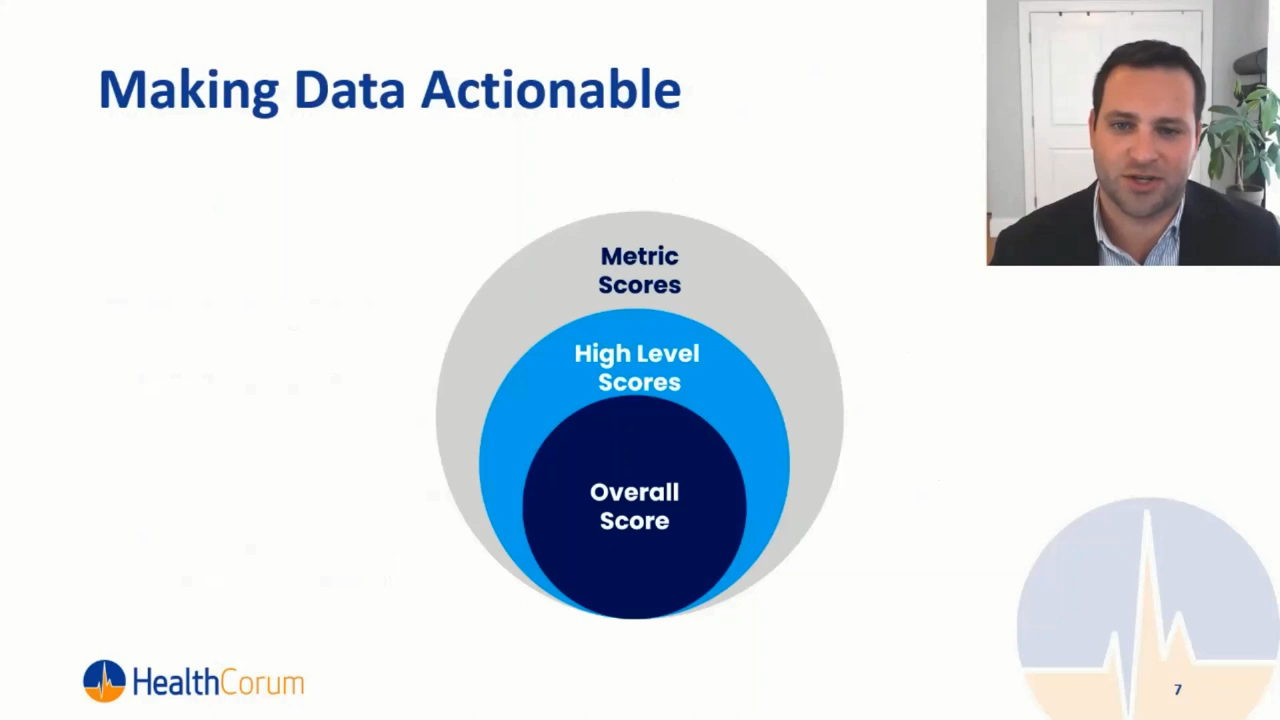 Making Data Actionable
Metric
Scores
High Level
Scores
Overall
Score
HealthCorum
7